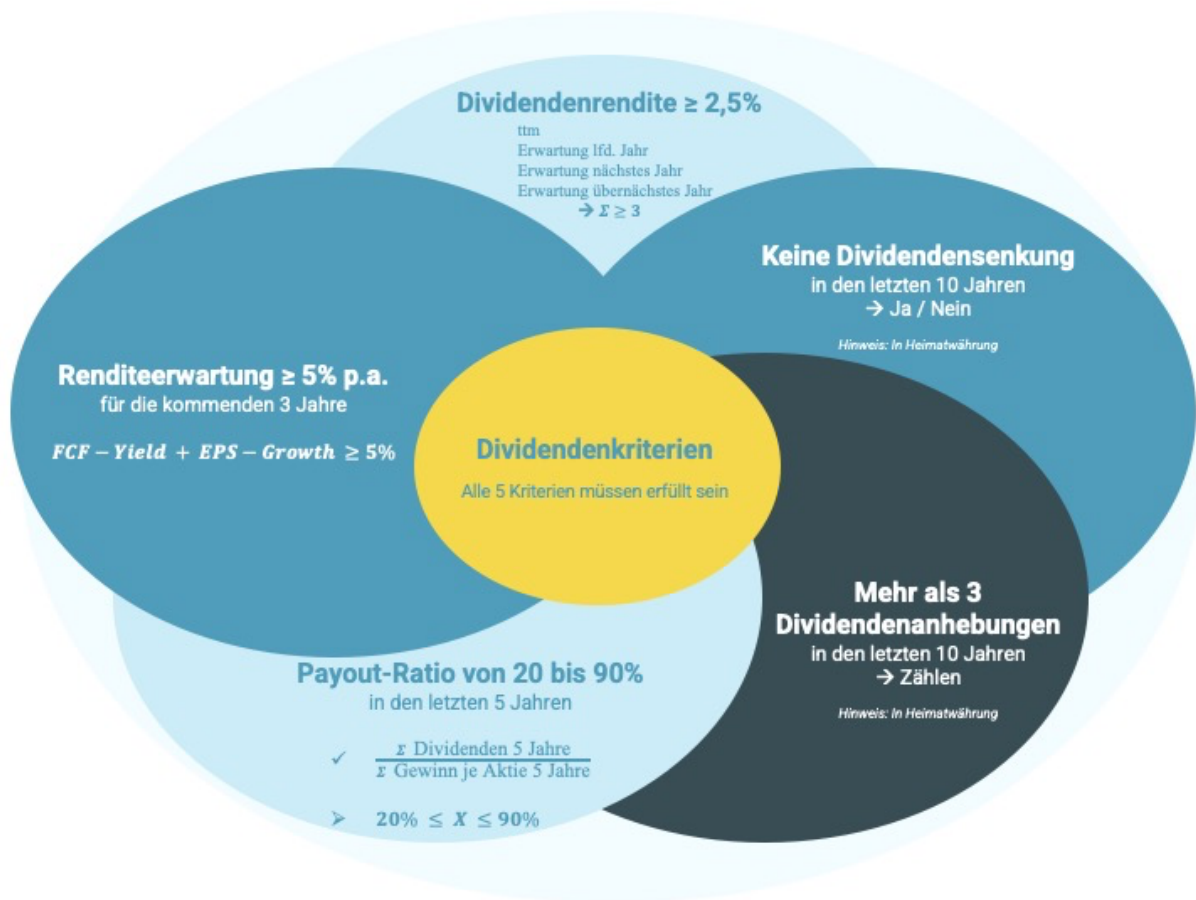 Dividendenrendite ≥ 2,5%
ttm
Erwartung lfd. Jahr
Erwartung nächstes Jahr
Erwartung übernächstes Jahr
→ Σ ≥ 3
Keine Dividendensenkung
in den letzten 10 Jahren
→ Ja / Nein
Hinweis: In Heimatwährung
Renditeerwartung ≥ 5% p.a.
für die kommenden 3 Jahre
FCF – Yield + EPS – Growth ≥ 5%
Dividendenkriterien
Alle 5 Kriterien müssen erfüllt sein
Mehr als 3
Dividendenanhebungen
in den letzten 10 Jahren
→ Zählen
Hinweis: In Heimatwährung
Payout-Ratio von 20 bis 90%
in den letzten 5 Jahren
✓ Σ Dividenden 5 Jahre
Σ Gewinn je Aktie 5 Jahre
➢ 20% ≤ X ≤ 90%